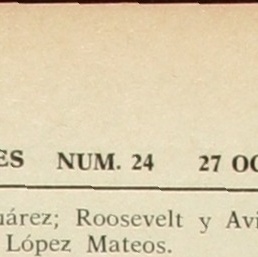 ES NUM. 24 27 OC
uárez; Roosevelt y Avi
López Mateos.